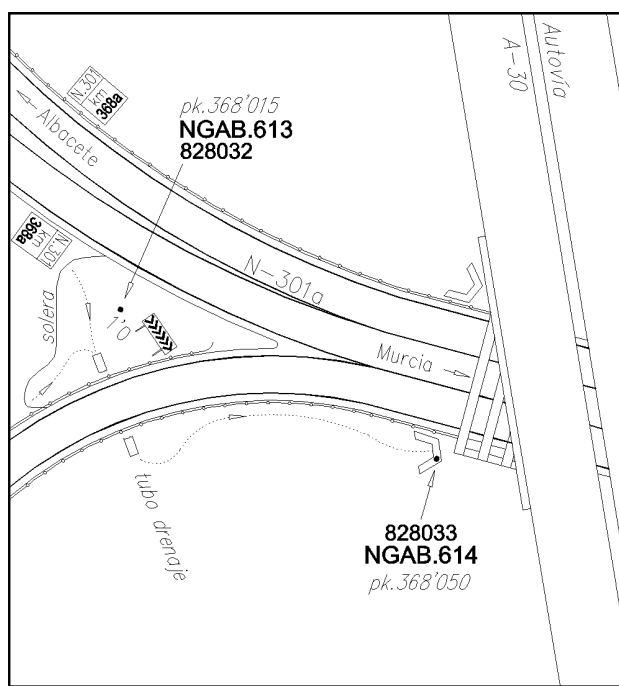 N.301
km
368a
Albacete
pk.368'015
NGAB.613
828032
Autovía
A-30
N.301
km
368a
N-301a
solera
1'0
Murcia
tubo drenaje
828033
NGAB.614
pk.368'050